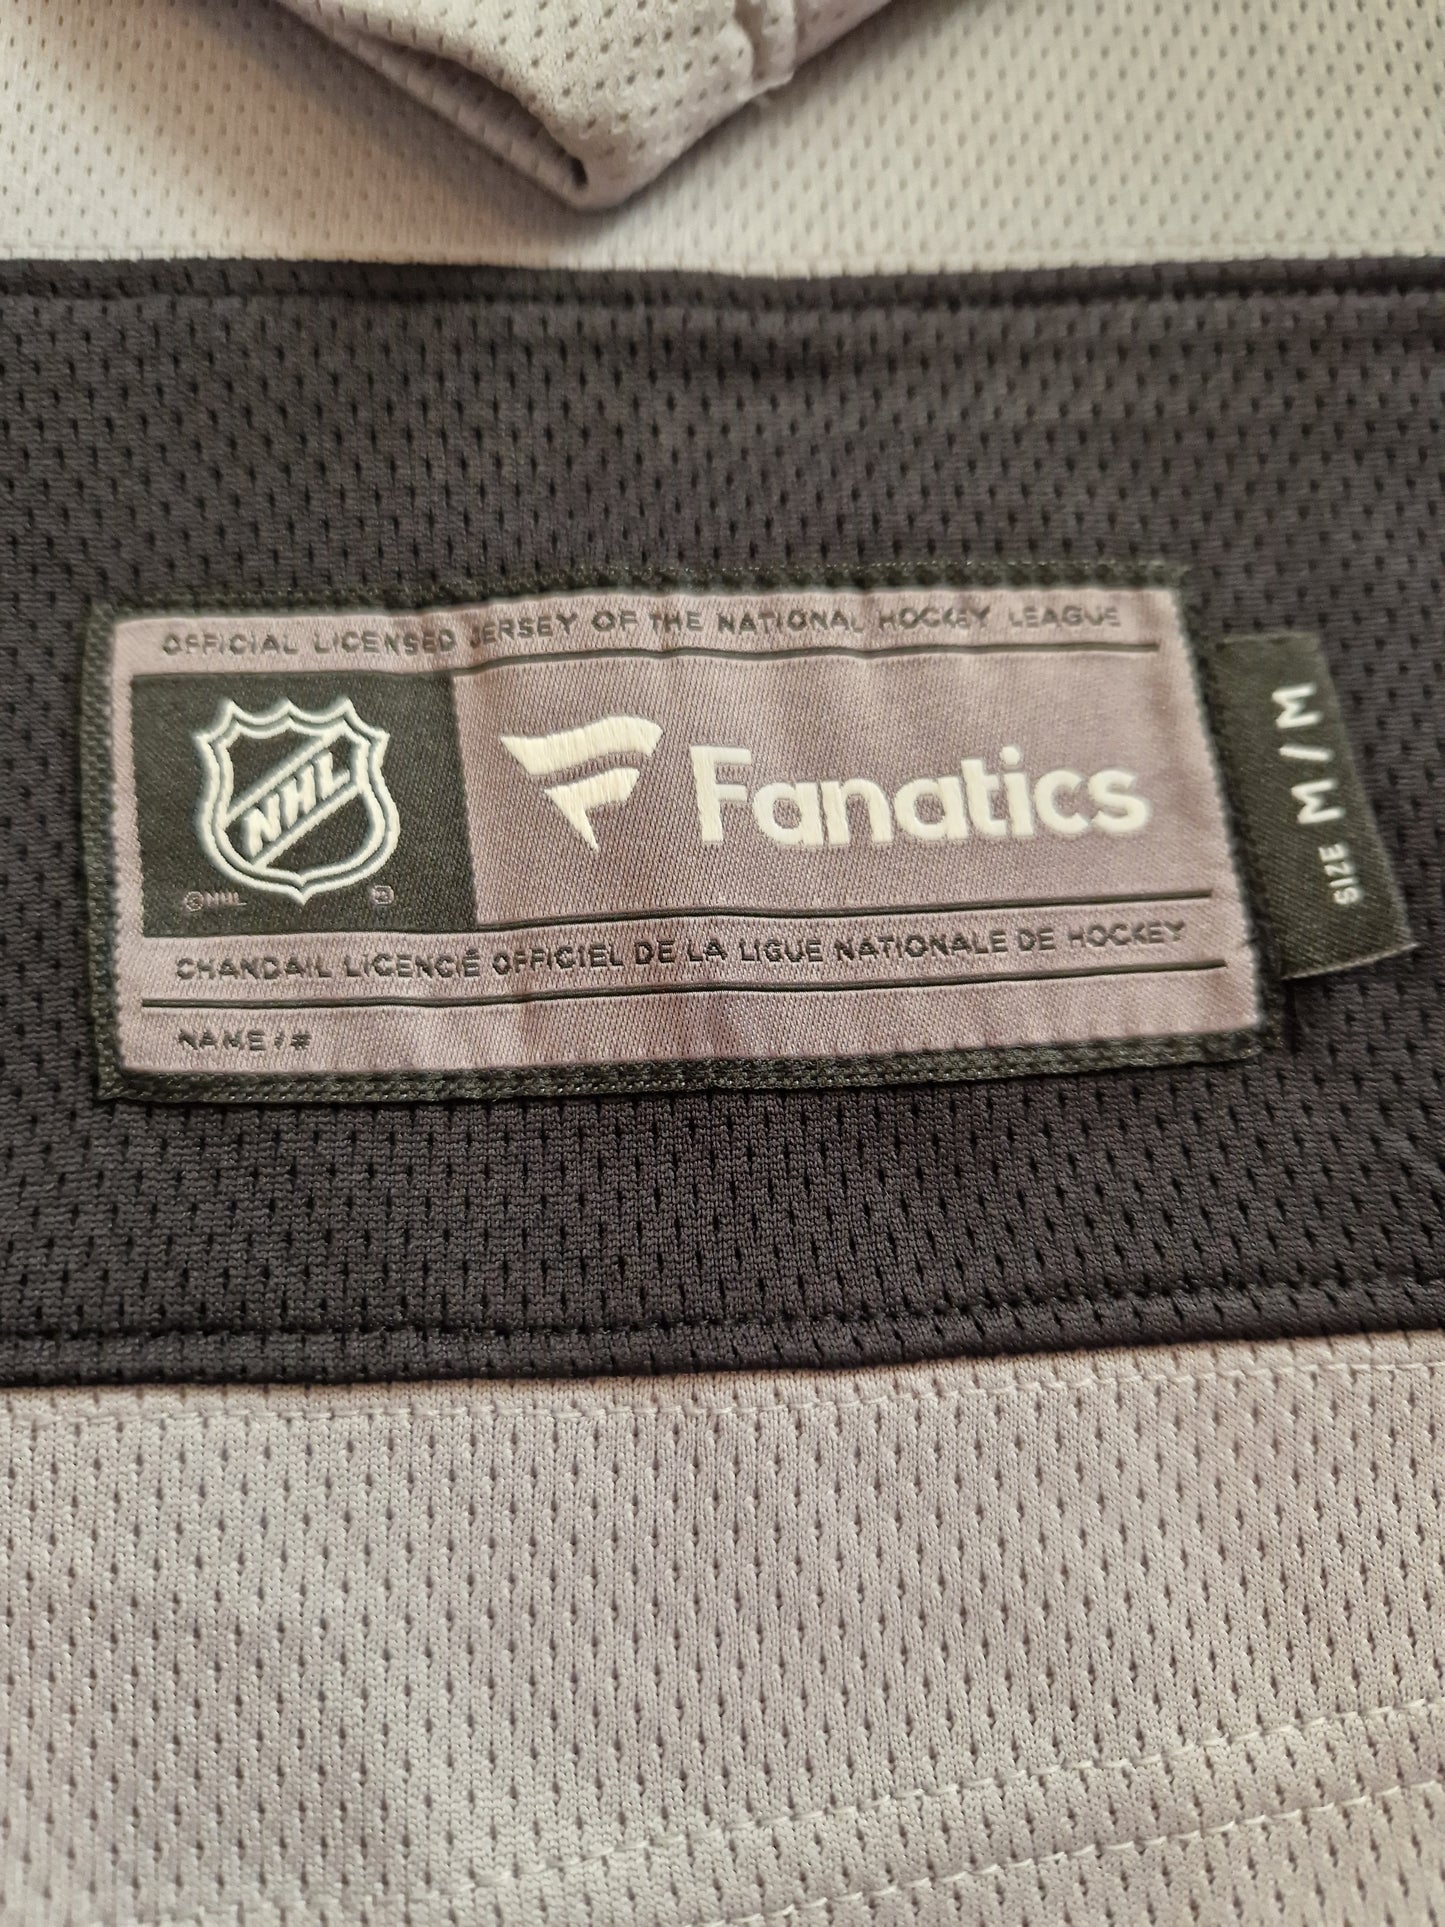 OFFICIAL LICENSED JERSEY OF THE NATIONAL HOCKEY LEAGUE
NHL
©NHL ®
Fanatics
SIZE M / M
CHANDAIL LICENCIÉ OFFICIEL DE LA LIGUE NATIONALE DE HOCKEY
NAME / #